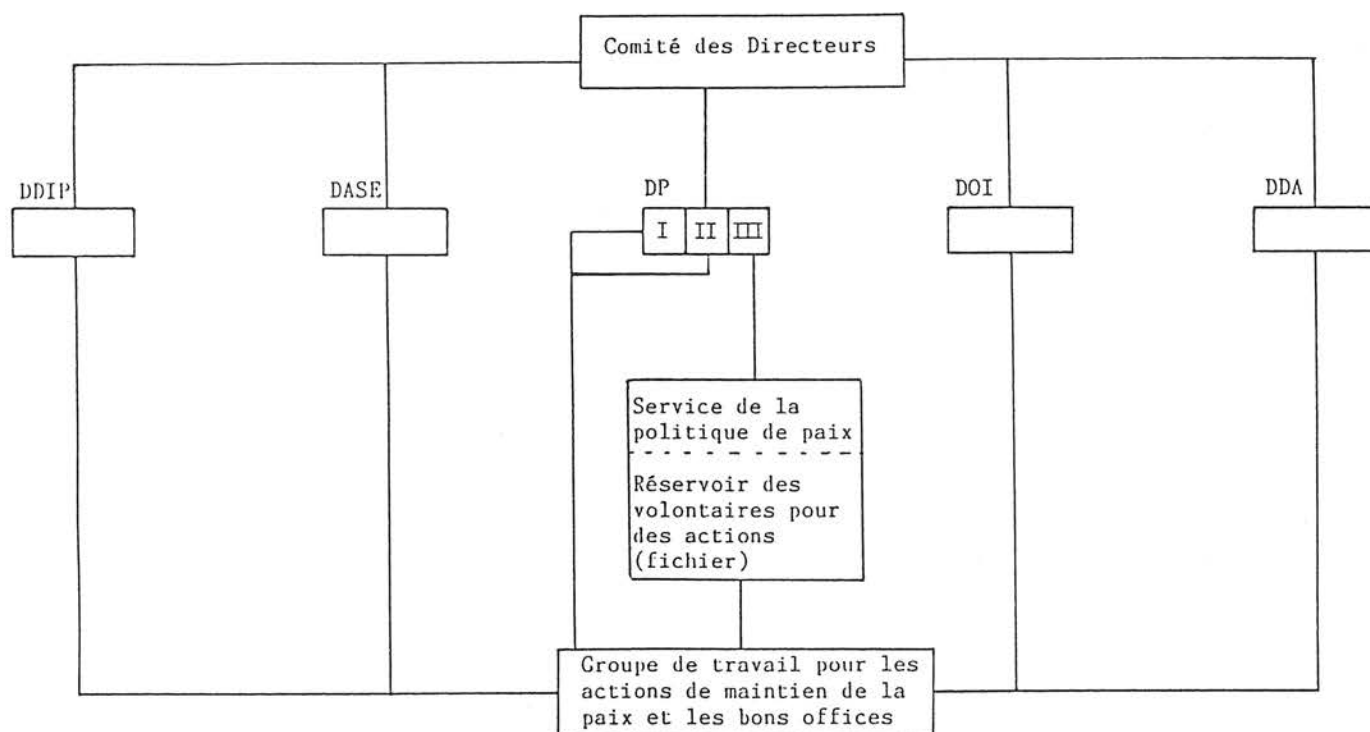 Comité des Directeurs
DDIP
DASE
DP
DOI
DDA
I II III
Service de la
politique de paix
Réservoir des
volontaires pour
des actions
(fichier)
Groupe de travail pour les
actions de maintien de la
paix et les bons offices